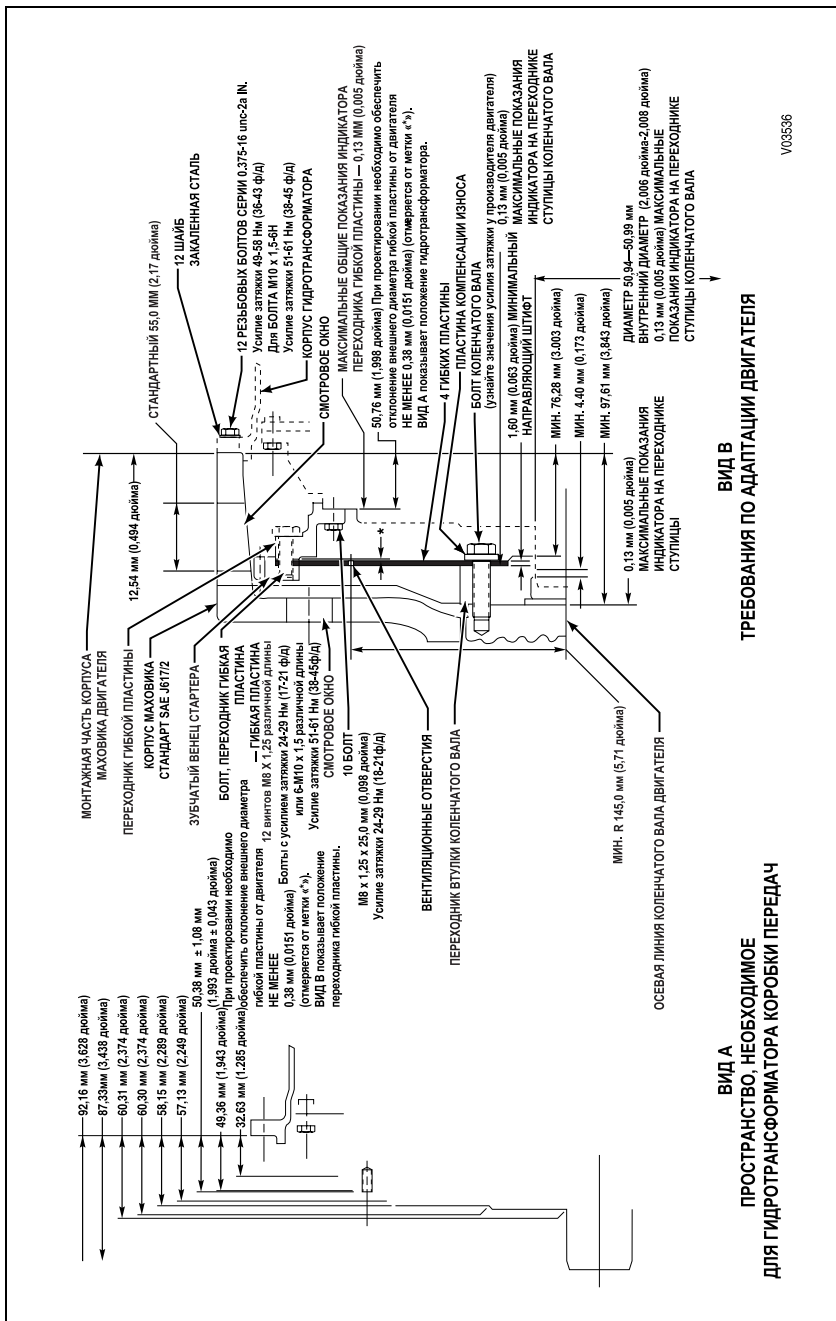 92,16 мм (3,628 дюйма)
87,33мм (3,438 дюйма)
60,31 мм (2,374 дюйма)
60,30 мм (2,374 дюйма)
58,15 мм (2,289 дюйма)
57,13 мм (2,249 дюйма)
50,38 мм ± 1,08 мм
(1,993 дюйма ± 0,043 дюйма)
49,36 мм (1,943 дюйма)
32.63 мм (1.285 дюйма)
При проектировании необходимо
обеспечить отклонение внешнего диаметра
гибкой пластины от двигателя
НЕ МЕНЕЕ
0,38 мм (0,0151 дюйма)
(отмеряется от метки «*»).
ВИД В показывает положение
переходника гибкой пластины.
ВИД А
ПРОСТРАНСТВО, НЕОБХОДИМОЕ
ДЛЯ ГИДРОТРАНСФОРМАТОРА КОРОБКИ ПЕРЕДАЧ
МОНТАЖНАЯ ЧАСТЬ КОРПУСА
МАХОВИКА ДВИГАТЕЛЯ
ПЕРЕХОДНИК ГИБКОЙ ПЛАСТИНЫ
КОРПУС МАХОВИКА
СТАНДАРТ SAE J617/2
ЗУБЧАТЫЙ ВЕНЕЦ СТАРТЕРА
БОЛТ, ПЕРЕХОДНИК ГИБКАЯ
ПЛАСТИНА
— ГИБКАЯ ПЛАСТИНА
12 винтов М8 Х 1,25 различной длины
Болты с усилием затяжки 24-29 Нм (17-21 ф/д)
или 6-М10 х 1,5 различной длины
Усилие затяжки 51-61 Нм (38-45ф/д)
СМОТРОВОЕ ОКНО
10 БОЛТ
М8 х 1,25 х 25,0 мм (0,098 дюйма)
Усилие затяжки 24-29 Нм (18-21ф/д)
ВЕНТИЛЯЦИОННЫЕ ОТВЕРСТИЯ
ПЕРЕХОДНИК ВТУЛКИ КОЛЕНЧАТОГО ВАЛА
МИН. R 145,0 мм (5,71 дюйма)
ОСЕВАЯ ЛИНИЯ КОЛЕНЧАТОГО ВАЛА ДВИГАТЕЛЯ
12,54 мм (0,494 дюйма)
СТАНДАРТНЫЙ 55,0 ММ (2,17 дюйма)
12 ШАЙБ
ЗАКАЛЕННАЯ СТАЛЬ
12 РЕЗЬБОВЫХ БОЛТОВ СЕРИИ 0.375-16 unc-2a IN.
Усилие затяжки 49-58 Нм (36-43 ф/д)
Для БОЛТА М10 х 1,5-6Н
Усилие затяжки 51-61 Нм (38-45 ф/д)
КОРПУС ГИДРОТРАНСФОРМАТОРА
СМОТРОВОЕ ОКНО
МАКСИМАЛЬНЫЕ ОБЩИЕ ПОКАЗАНИЯ ИНДИКАТОРА
ПЕРЕХОДНИКА ГИБКОЙ ПЛАСТИНЫ — 0,13 ММ (0,005 дюйма)
50,76 мм (1,998 дюйма) При проектировании необходимо обеспечить
отклонение внешнего диаметра гибкой пластины от двигателя
НЕ МЕНЕЕ 0,38 мм (0,0151 дюйма) (отмеряется от метки «*»).
ВИД А показывает положение гидротрансформатора.
*
4 ГИБКИХ ПЛАСТИНЫ
ПЛАСТИНА КОМПЕНСАЦИИ ИЗНОСА
БОЛТ КОЛЕНЧАТОГО ВАЛА
(узнайте значения усилия затяжки у производителя двигателя)
0,13 мм (0,005 дюйма)
МАКСИМАЛЬНЫЕ ПОКАЗАНИЯ
ИНДИКАТОРА НА ПЕРЕХОДНИКЕ
СТУПИЦЫ КОЛЕНЧАТОГО ВАЛА
1,60 мм (0.063 дюйма) МИНИМАЛЬНЫЙ
НАПРАВЛЯЮЩИЙ ШТИФТ
МИН. 76,28 мм (3.003 дюйма)
МИН. 4.40 мм (0,173 дюйма)
МИН. 97,61 мм (3,843 дюйма)
ДИАМЕТР 50,94—50,99 мм
ВНУТРЕННИЙ ДИАМЕТР (2,006 дюйма-2,008 дюйма)
0,13 мм (0,005 дюйма) МАКСИМАЛЬНЫЕ
ПОКАЗАНИЯ ИНДИКАТОРА НА ПЕРЕХОДНИКЕ
СТУПИЦЫ КОЛЕНЧАТОГО ВАЛА
0,13 мм (0,005 дюйма)
МАКСИМАЛЬНЫЕ ПОКАЗАНИЯ
ИНДИКАТОРА НА ПЕРЕХОДНИКЕ
СТУПИЦЫ
ВИД В
ТРЕБОВАНИЯ ПО АДАПТАЦИИ ДВИГАТЕЛЯ
V03536